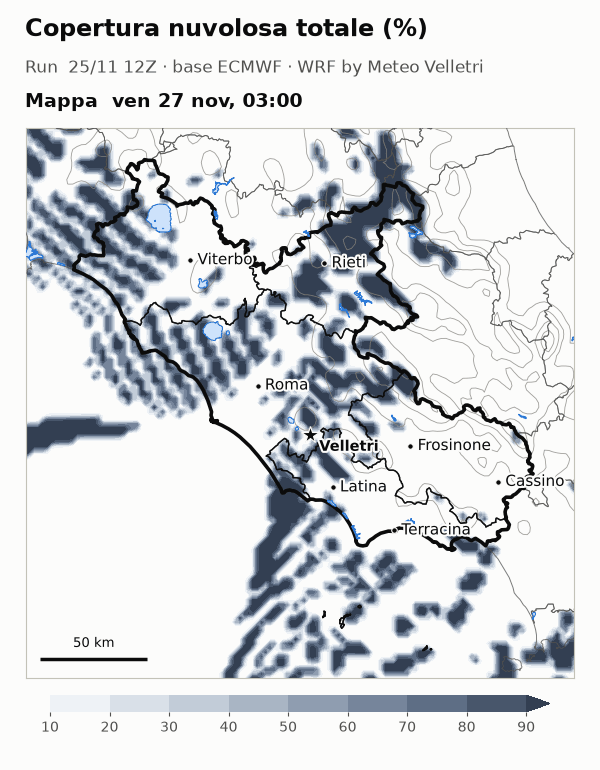 Copertura nuvolosa totale (%)
Run  25/11 12Z · base ECMWF · WRF by Meteo Velletri
Mappa  ven 27 nov, 03:00
Viterbo
Rieti
Roma
Velletri
Frosinone
Latina
Cassino
Terracina
50 km
10 20 30 40 50 60 70 80 90